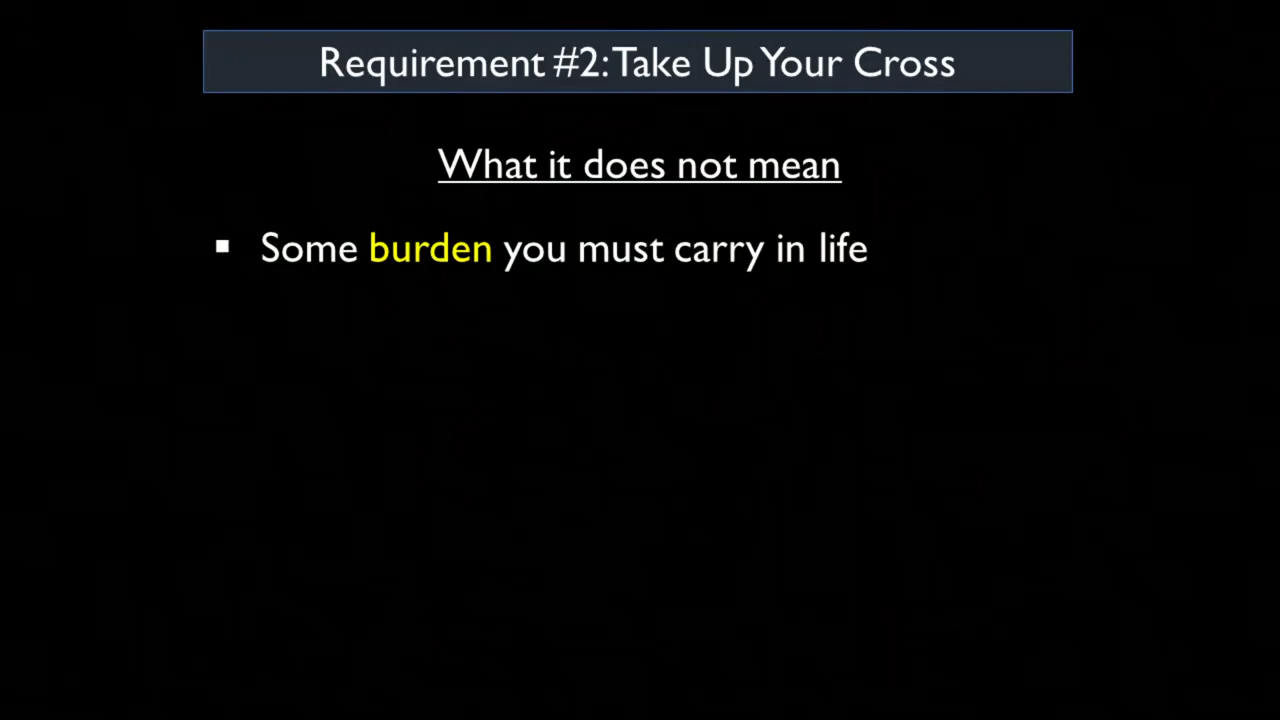 Requirement #2: Take Up Your Cross
What it does not mean
▪ Some burden you must carry in life